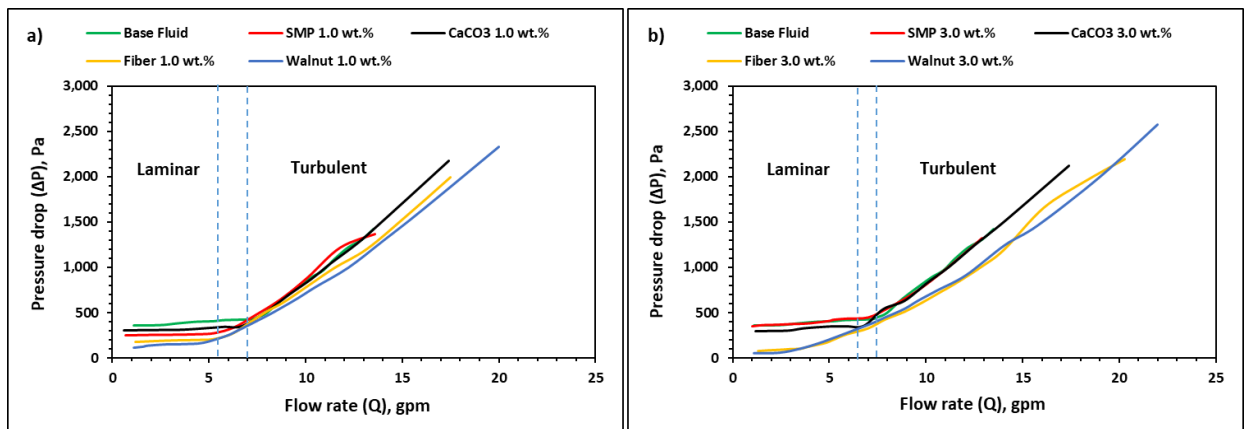 a)
Base Fluid
SMP 1.0 wt.%
CaCO3 1.0 wt.%
Fiber 1.0 wt.%
Walnut 1.0 wt.%
3,000
2,500
2,000
1,500
1,000
500
0
Pressure drop (ΔP), Pa
Laminar
Turbulent
0 5 10 15 20 25
Flow rate (Q), gpm
b)
Base Fluid
SMP 3.0 wt.%
CaCO3 3.0 wt.%
Fiber 3.0 wt.%
Walnut 3.0 wt.%
3,000
2,500
2,000
1,500
1,000
500
0
Pressure drop (ΔP), Pa
Laminar
Turbulent
0 5 10 15 20 25
Flow rate (Q), gpm